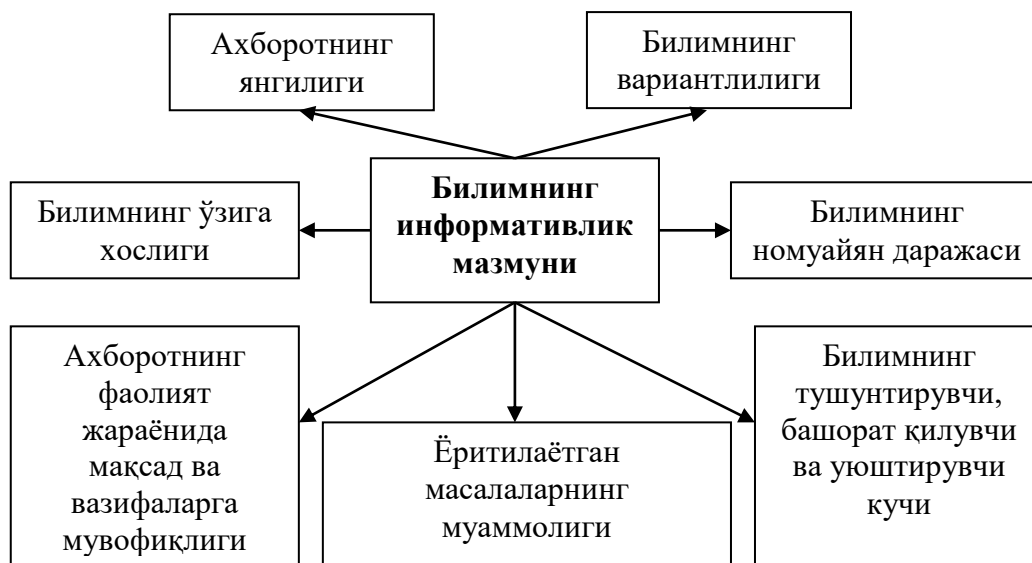 Ахборотнинг
янгилиги
Билимнинг
вариантлилиги
Билимнинг ўзига
хослиги
Билимнинг
информативлик
мазмуни
Билимнинг
номуайян даражаси
Ахборотнинг
фаолият
жараёнида
мақсад ва
вазифаларга
мувофиқлиги
Ёритилаётган
масалаларнинг
муаммолиги
Билимнинг
тушунтирувчи,
башорат қилувчи
ва уюштирувчи
кучи